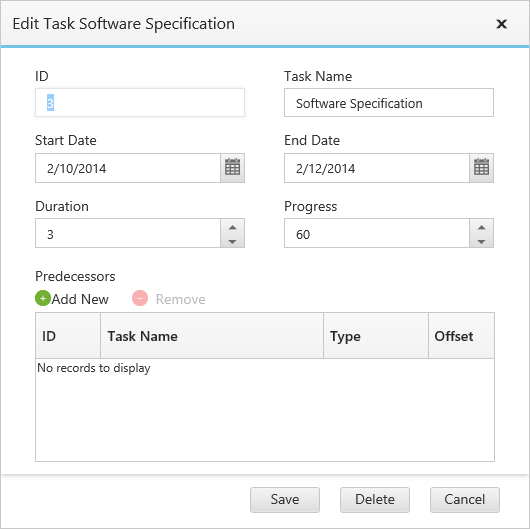 Edit Task Software Specification
ID Task Name
3 Software Specification
Start Date End Date
2/10/2014 2/12/2014
Duration Progress
3 60
Predecessors
Add New Remove
ID Task Name Type Offset
No records to display
Save Delete Cancel